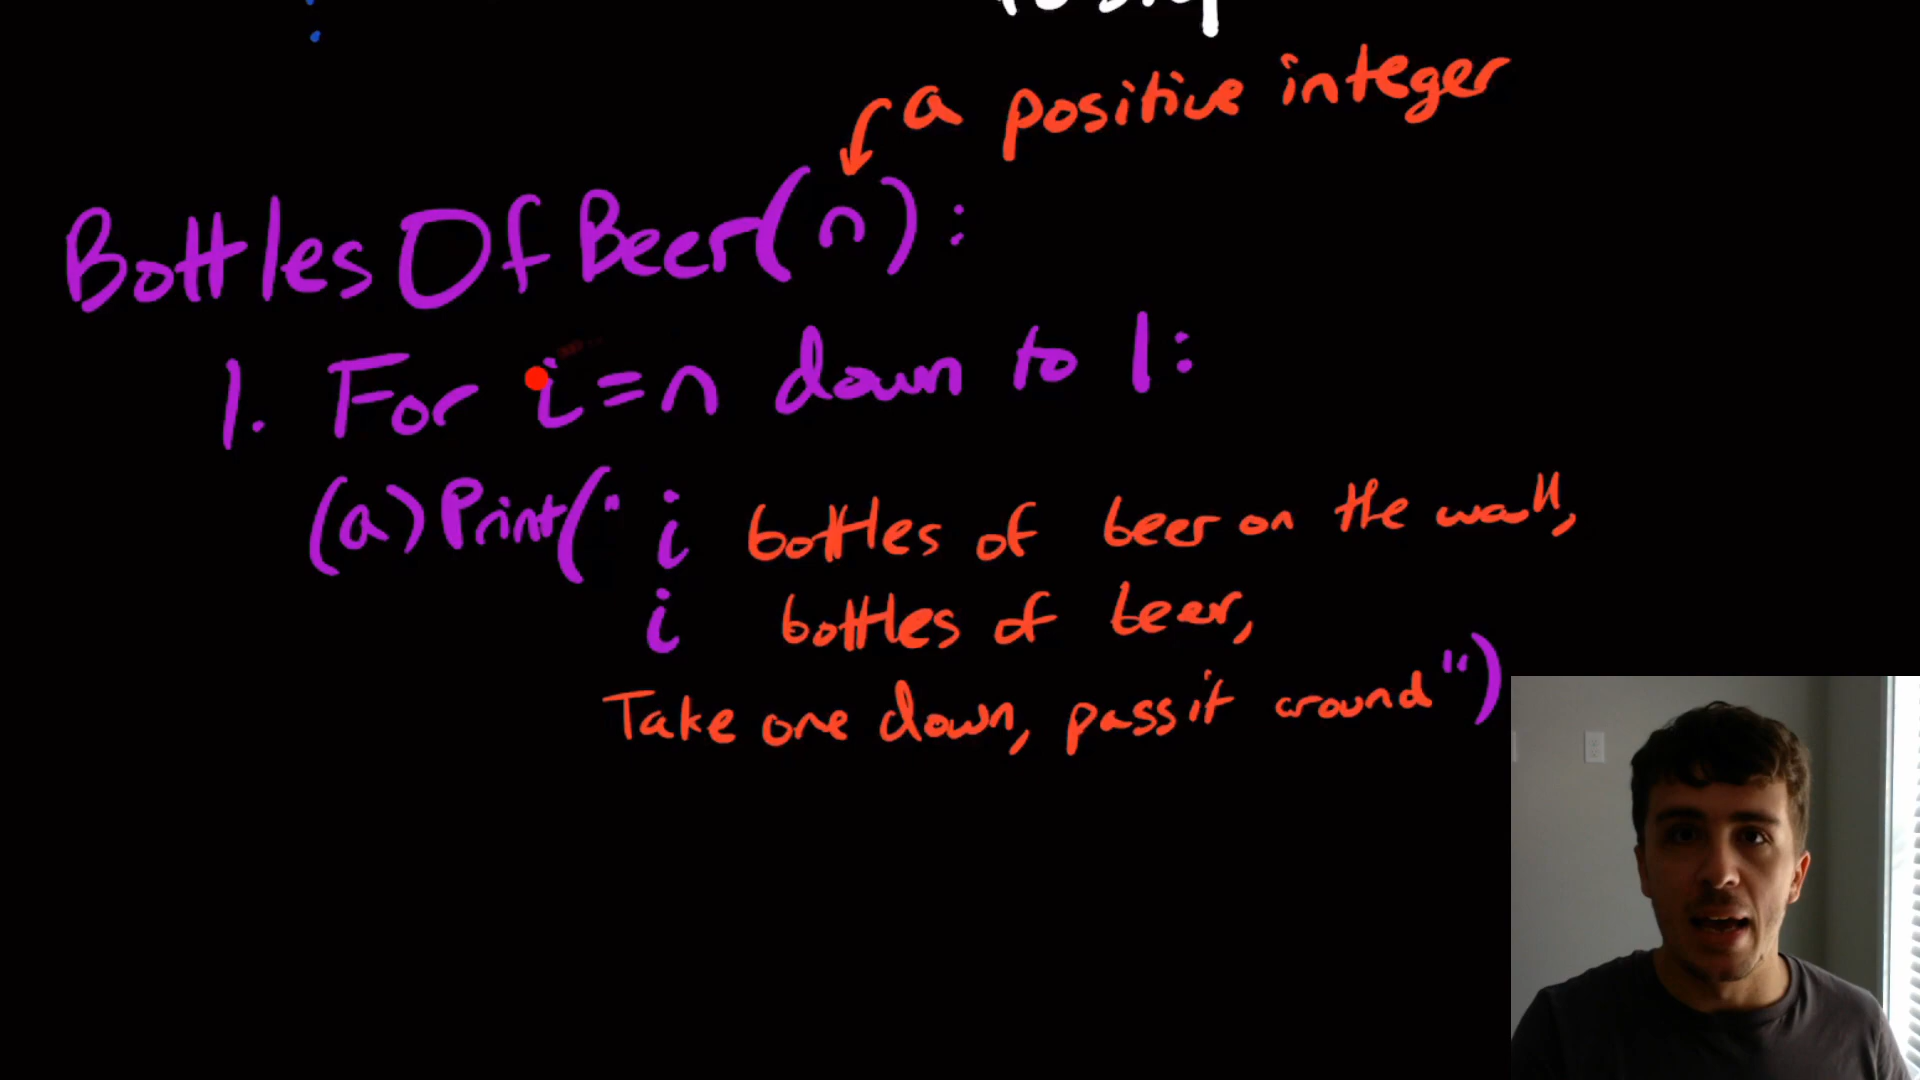 a positive integer
BottlesOfBeer(n):
1. For i=n down to 1:
(a) Print(" i bottles of beer on the wall,
i bottles of beer,
Take one down, pass it around")